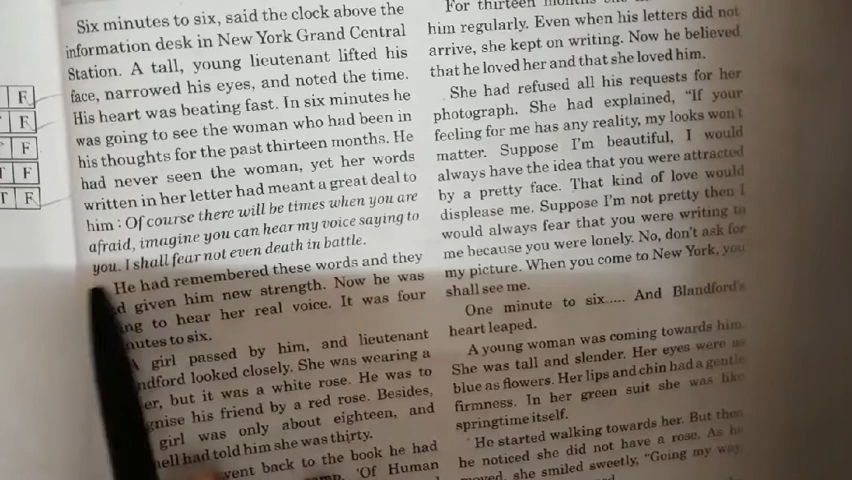 F
F
F
T F
T F
Six minutes to six, said the clock above the
information desk in New York Grand Central
Station. A tall, young lieutenant lifted his
face, narrowed his eyes, and noted the time.
His heart was beating fast. In six minutes he
was going to see the woman who had been in
his thoughts for the past thirteen months. He
had never seen the woman, yet her words
written in her letter had meant a great deal to
him : Of course there will be times when you are
afraid, imagine you can hear my voice saying to
you. I shall fear not even death in battle.
He had remembered these words and they
given him new strength. Now he was
to hear her real voice. It was four
to six.
girl passed by him, and lieutenant
looked closely. She was wearing a
but it was a white rose. He was to
his friend by a red rose. Besides,
girl was only about eighteen, and
had told him she was thirty.
back to the book he had
'Of Human
For thirteen months she
him regularly. Even when his letters did not
arrive, she kept on writing. Now he believed
that he loved her and that she loved him.
She had refused all his requests for her
photograph. She had explained, "If your
feeling for me has any reality, my looks won't
matter. Suppose I'm beautiful, I would
always have the idea that you were attracted
by a pretty face. That kind of love would
displease me. Suppose I'm not pretty then I
would always fear that you were writing to
me because you were lonely. No, don't ask for
my picture. When you come to New York, you
shall see me.
One minute to six..... And Blandford's
heart leaped.
A young woman was coming towards him.
She was tall and slender. Her eyes were as
blue as flowers. Her lips and chin had a gentle
firmness. In her green suit she was like
springtime itself.
He started walking towards her. But then
he noticed she did not have a rose. As he
moved, she smiled sweetly, "Going my way,